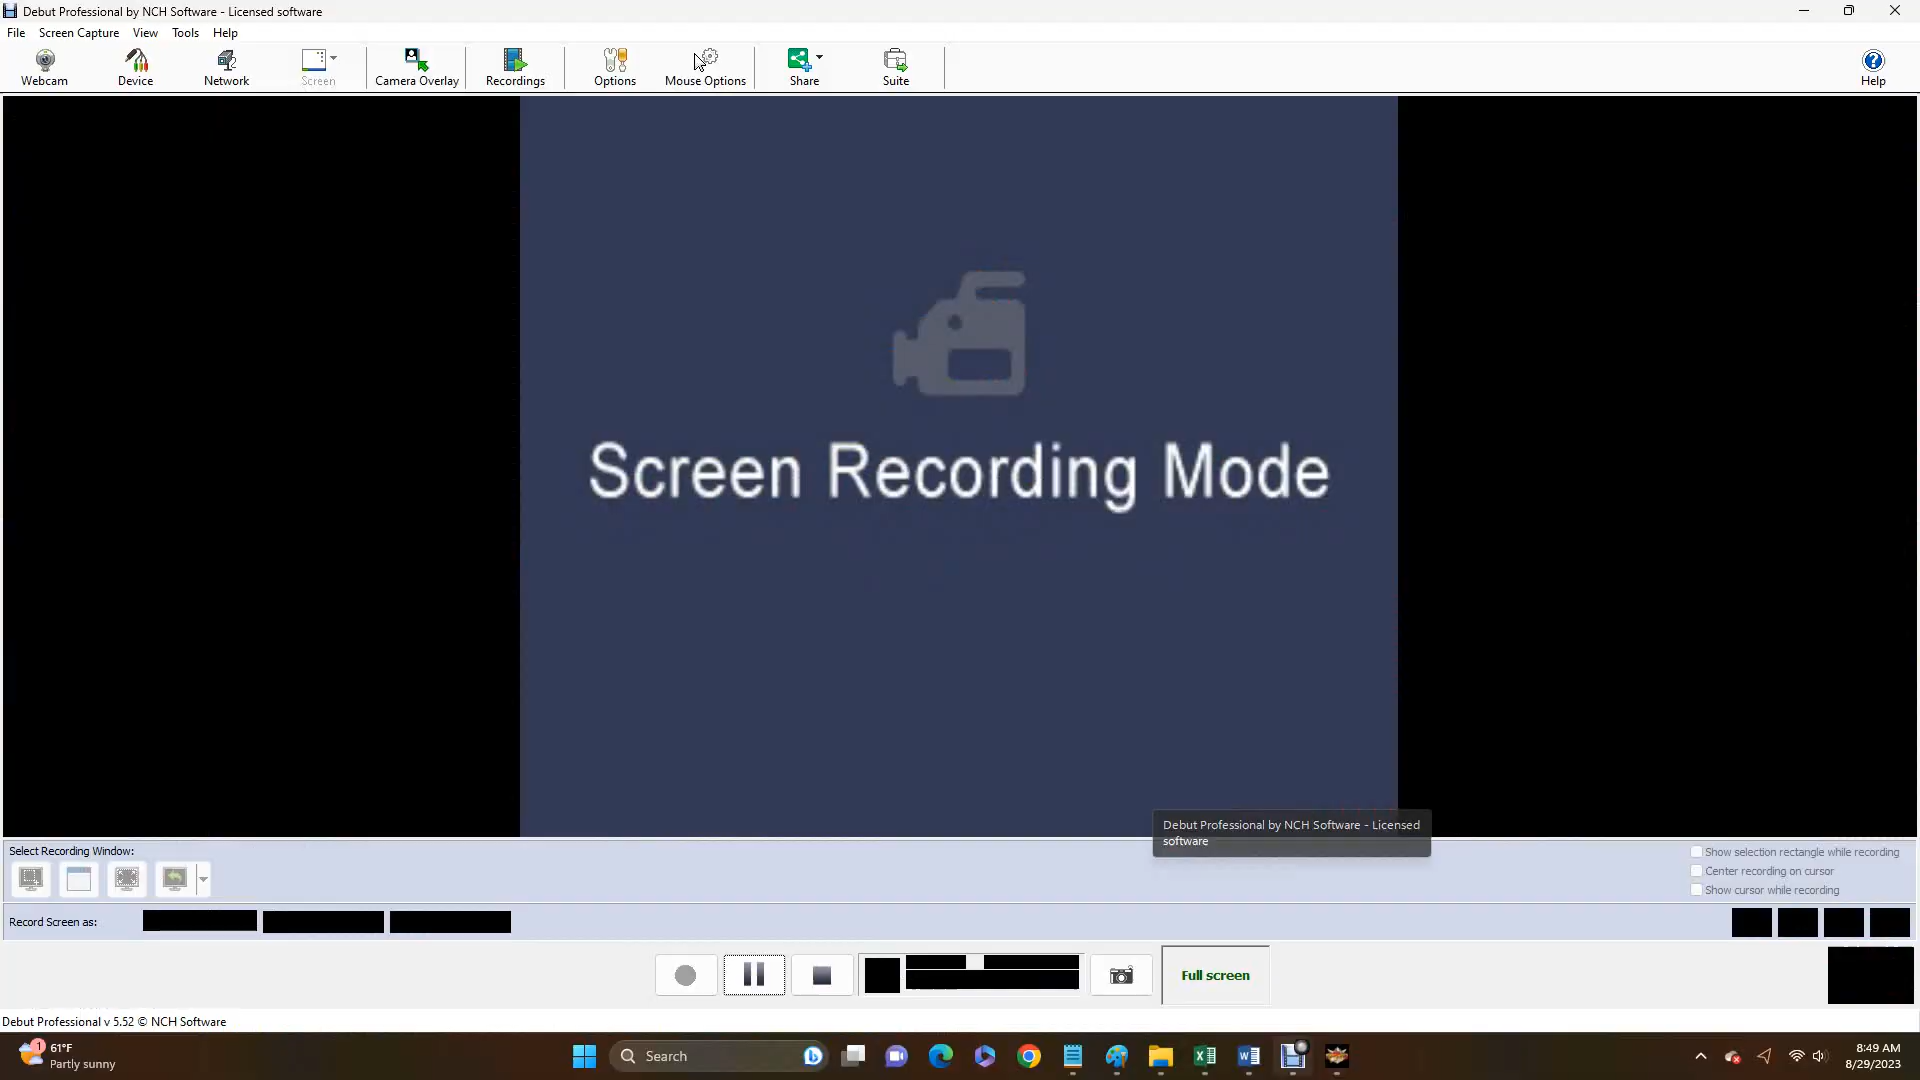 Debut Professional by NCH Software - Licensed software
File Screen Capture View Tools Help
Webcam Device Network Screen Camera Overlay Recordings Options Mouse Options Share Suite Help
Screen Recording Mode
Debut Professional by NCH Software - Licensed
software
Select Recording Window:
Show selection rectangle while recording
Center recording on cursor
Show cursor while recording
Record Screen as:
Full screen
Debut Professional v 5.52 © NCH Software
1
61°F
Partly sunny
Search
8:49 AM
8/29/2023